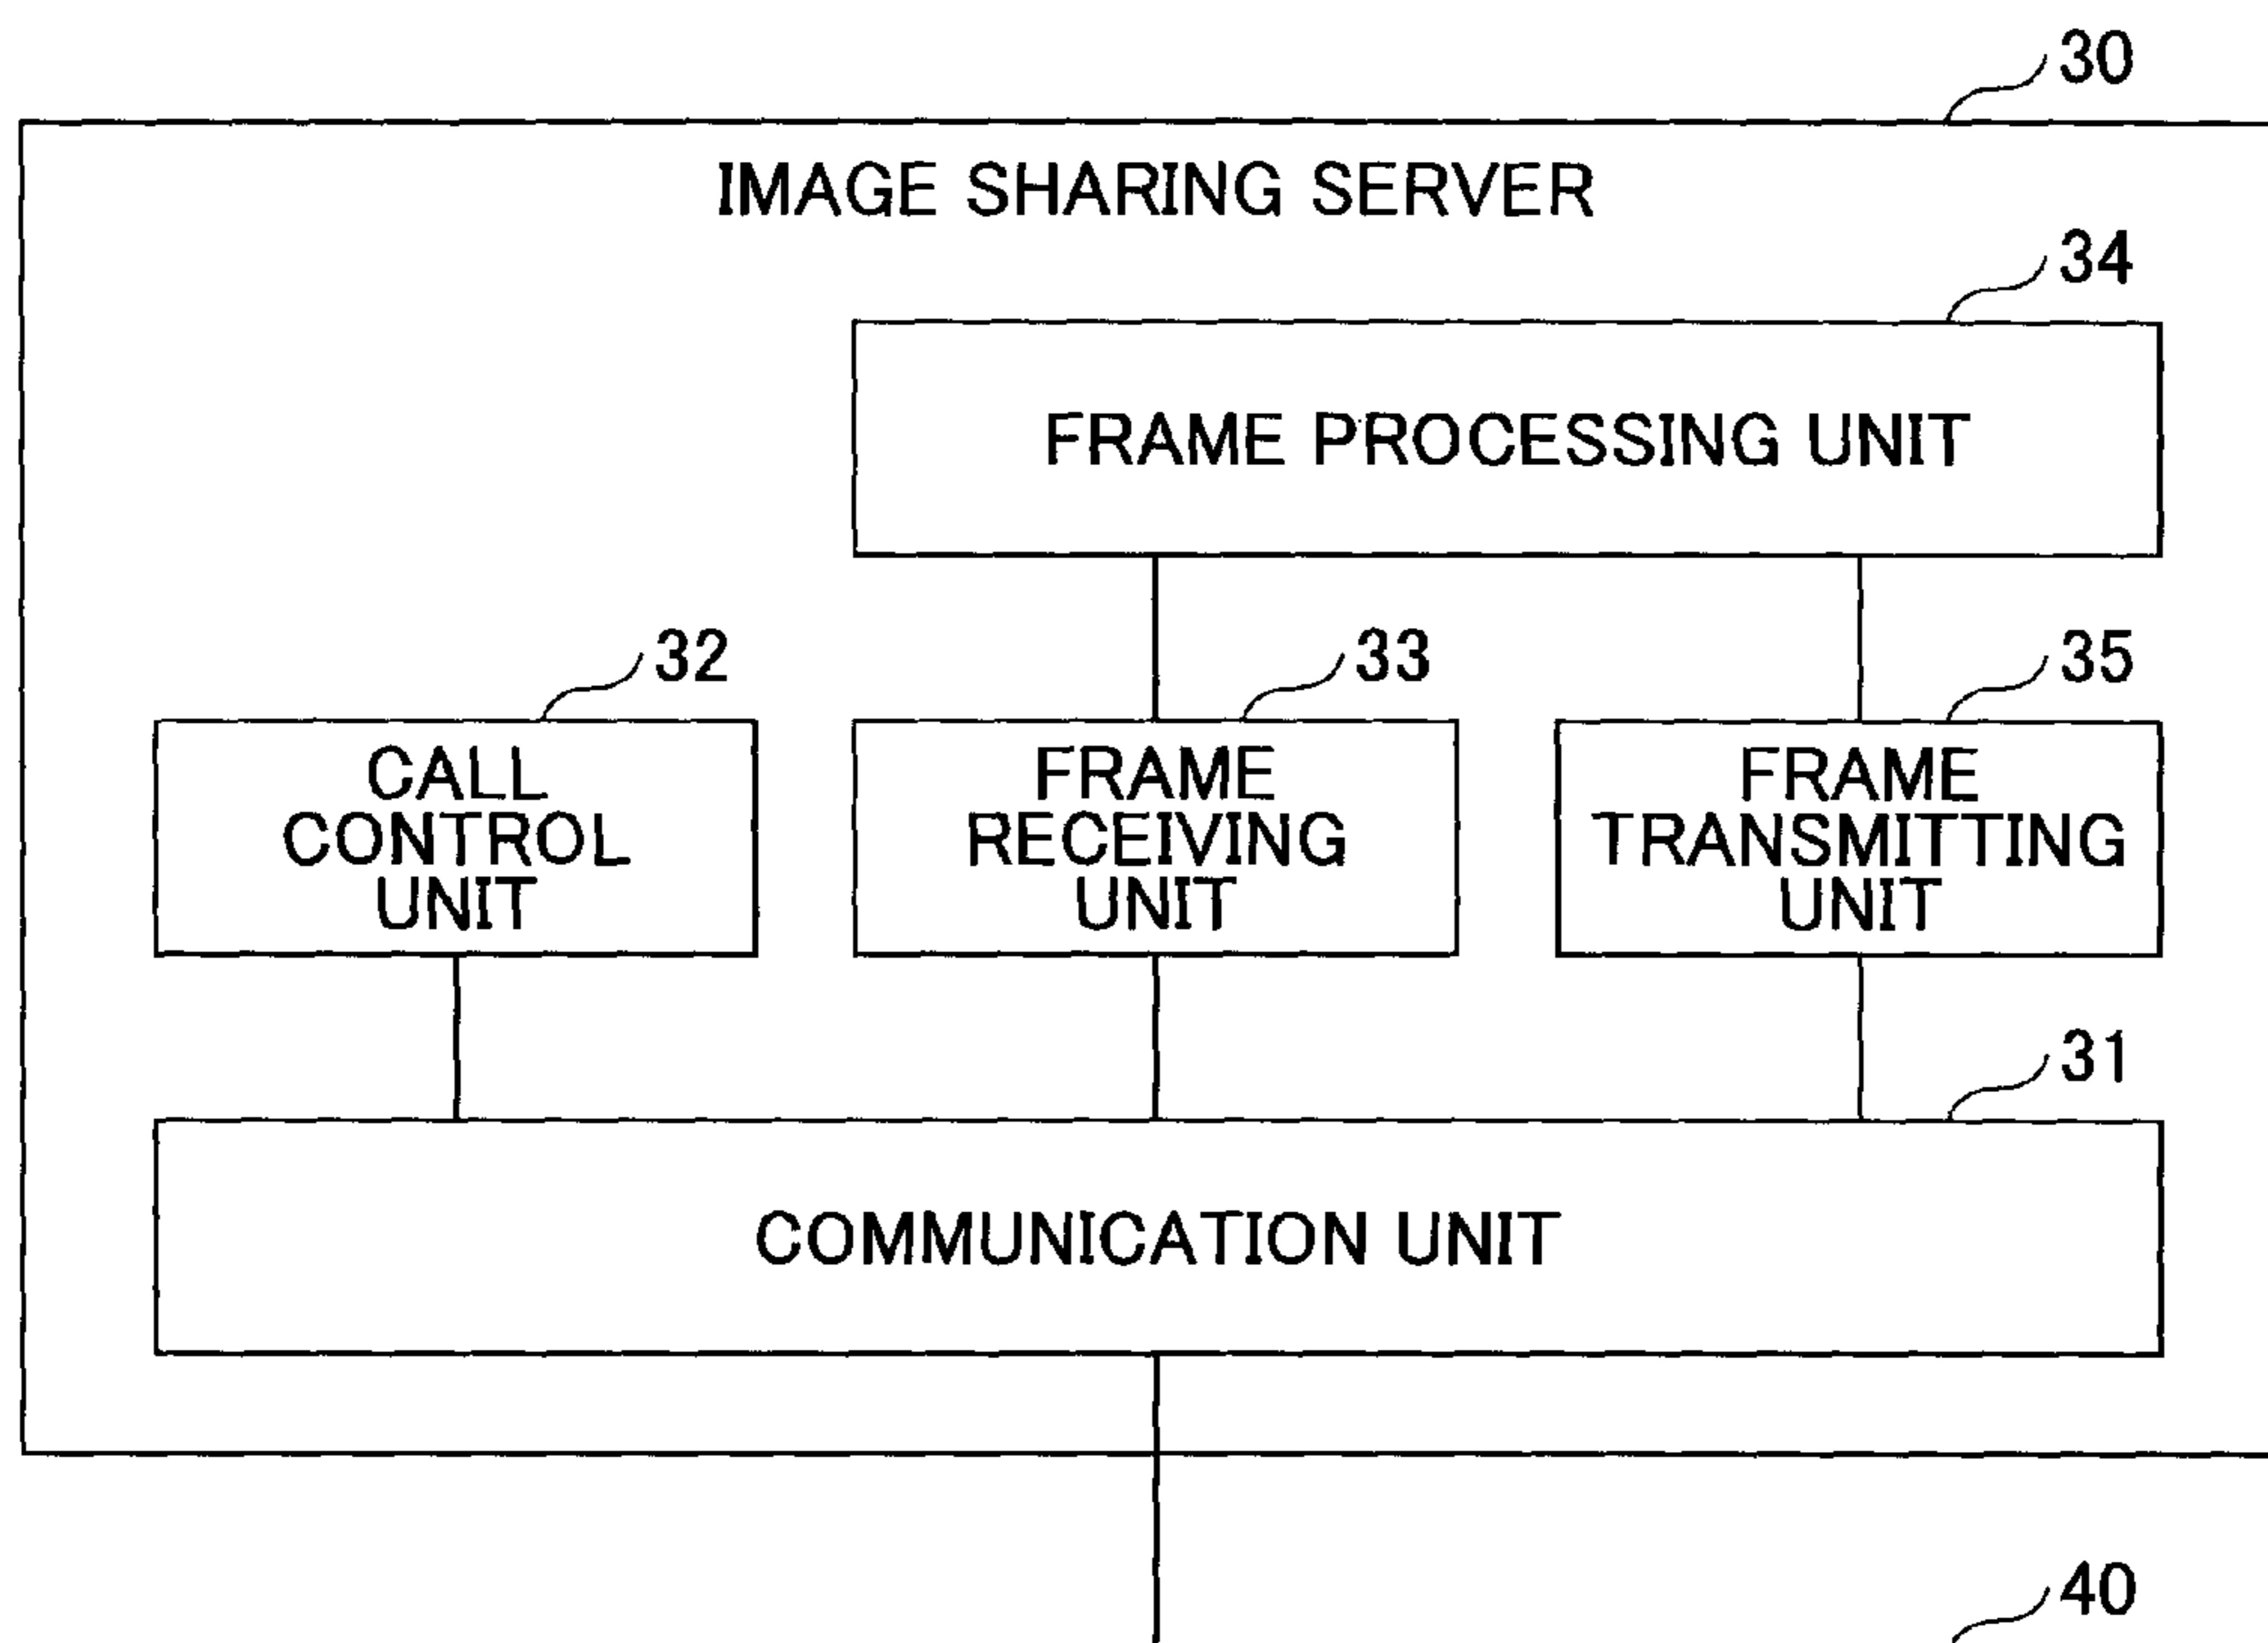 30
IMAGE SHARING SERVER
34
FRAME PROCESSING UNIT
32
33
35
CALL
CONTROL
UNIT
FRAME
RECEIVING
UNIT
FRAME
TRANSMITTING
UNIT
31
COMMUNICATION UNIT
40